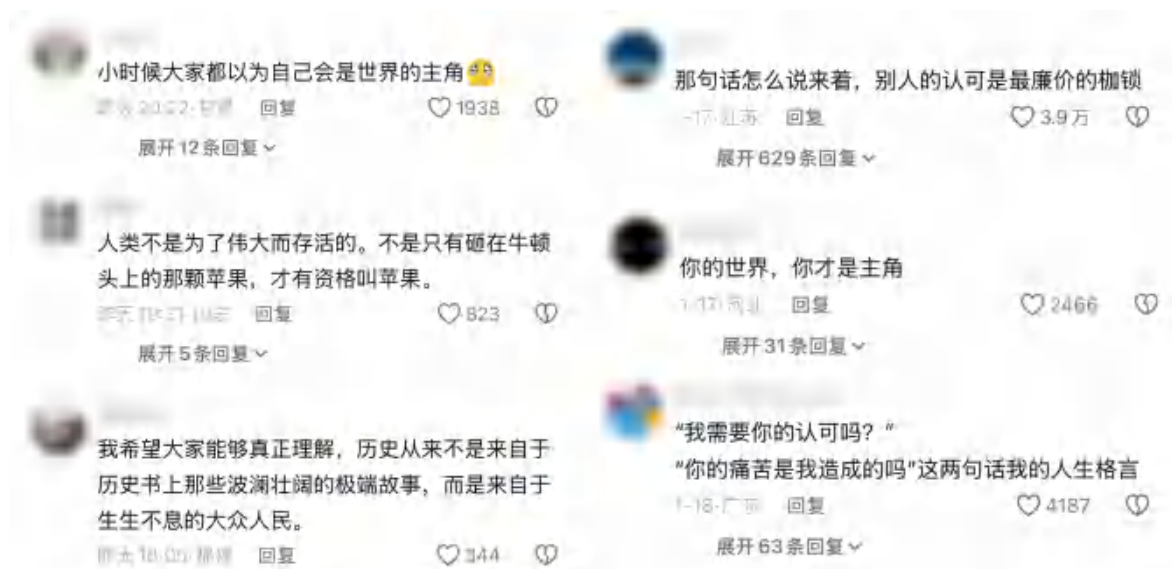 小时候大家都以为自己会是世界的主角🙄
回复
1938
展开12条回复
人类不是为了伟大而存活的。不是只有砸在牛顿
头上的那颗苹果，才有资格叫苹果。
回复
823
展开5条回复
我希望大家能够真正理解，历史从来不是来自于
历史书上那些波澜壮阔的极端故事，而是来自于
生生不息的大众人民。
回复
344
那句话怎么说来着，别人的认可是最廉价的枷锁
回复
3.9万
展开629条回复
你的世界，你才是主角
回复
2466
展开31条回复
“我需要你的认可吗？“
“你的痛苦是我造成的吗”这两句话我的人生格言
1-18·广东 回复
4187
展开63条回复